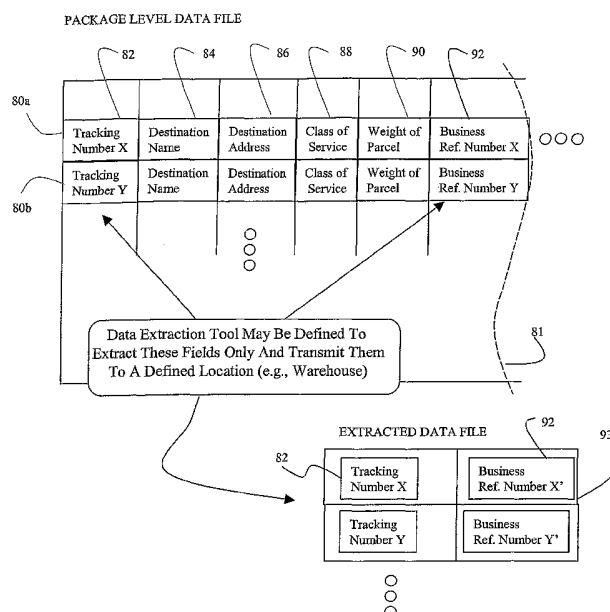 PACKAGE LEVEL DATA FILE
82 84 86 88 90 92
80a
Tracking Number X
Destination Name
Destination Address
Class of Service
Weight of Parcel
Business Ref. Number X
80b
Tracking Number Y
Destination Name
Destination Address
Class of Service
Weight of Parcel
Business Ref. Number Y
Data Extraction Tool May Be Defined To
Extract These Fields Only And Transmit Them
To A Defined Location (e.g., Warehouse)
81
EXTRACTED DATA FILE
82
92
93
Tracking Number X
Business Ref. Number X'
Tracking Number Y
Business Ref. Number Y'